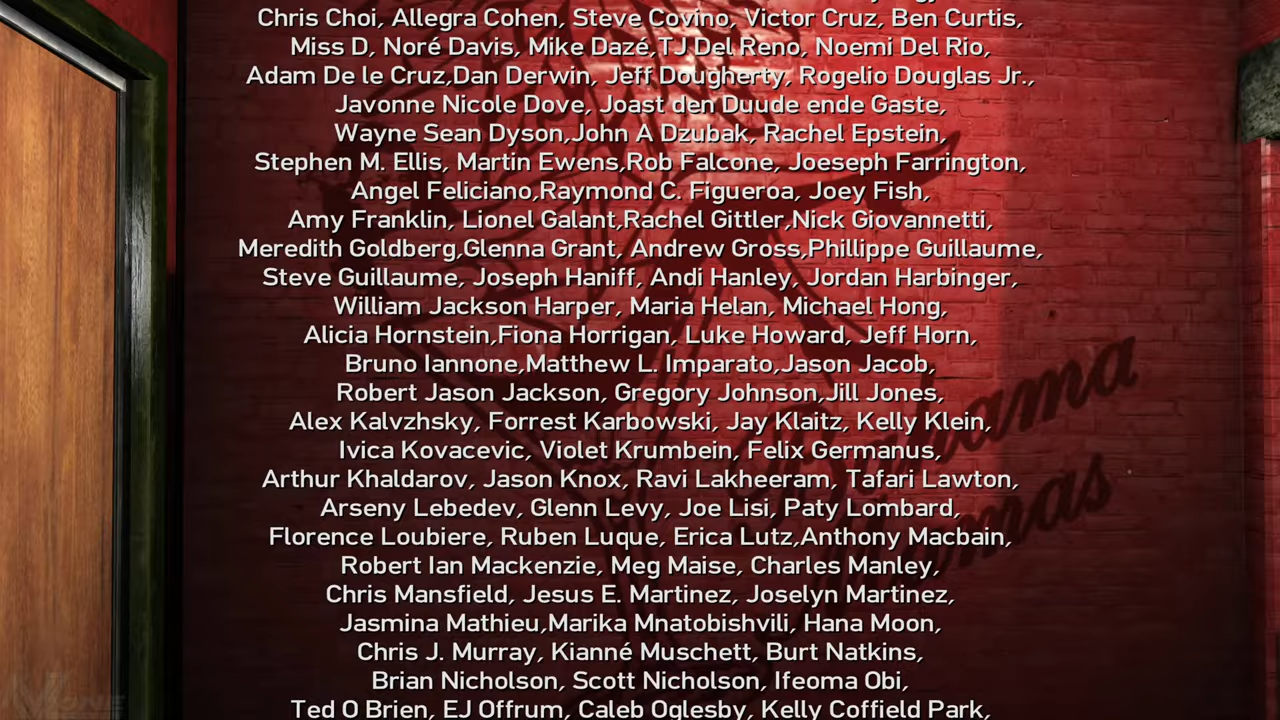 Chris Choi, Allegra Cohen, Steve Covino, Victor Cruz, Ben Curtis,
Miss D, Noré Davis, Mike Dazé,TJ Del Reno, Noemi Del Rio,
Adam De le Cruz,Dan Derwin, Jeff Dougherty, Rogelio Douglas Jr.,
Javonne Nicole Dove, Joast den Duude ende Gaste,
Wayne Sean Dyson,John A Dzubak, Rachel Epstein,
Stephen M. Ellis, Martin Ewens,Rob Falcone, Joeseph Farrington,
Angel Feliciano,Raymond C. Figueroa, Joey Fish,
Amy Franklin, Lionel Galant,Rachel Gittler,Nick Giovannetti,
Meredith Goldberg,Glenna Grant, Andrew Gross,Phillippe Guillaume,
Steve Guillaume, Joseph Haniff, Andi Hanley, Jordan Harbinger,
William Jackson Harper, Maria Helan, Michael Hong,
Alicia Hornstein,Fiona Horrigan, Luke Howard, Jeff Horn,
Bruno Iannone,Matthew L. Imparato,Jason Jacob,
Robert Jason Jackson, Gregory Johnson,Jill Jones,
Alex Kalvzhsky, Forrest Karbowski, Jay Klaitz, Kelly Klein,
Ivica Kovacevic, Violet Krumbein, Felix Germanus,
Arthur Khaldarov, Jason Knox, Ravi Lakheeram, Tafari Lawton,
Arseny Lebedev, Glenn Levy, Joe Lisi, Paty Lombard,
Florence Loubiere, Ruben Luque, Erica Lutz,Anthony Macbain,
Robert Ian Mackenzie, Meg Maise, Charles Manley,
Chris Mansfield, Jesus E. Martinez, Joselyn Martinez,
Jasmina Mathieu,Marika Mnatobishvili, Hana Moon,
Chris J. Murray, Kianné Muschett, Burt Natkins,
Brian Nicholson, Scott Nicholson, Ifeoma Obi,
Ted O Brien, EJ Offrum, Caleb Oglesby, Kelly Coffield Park,